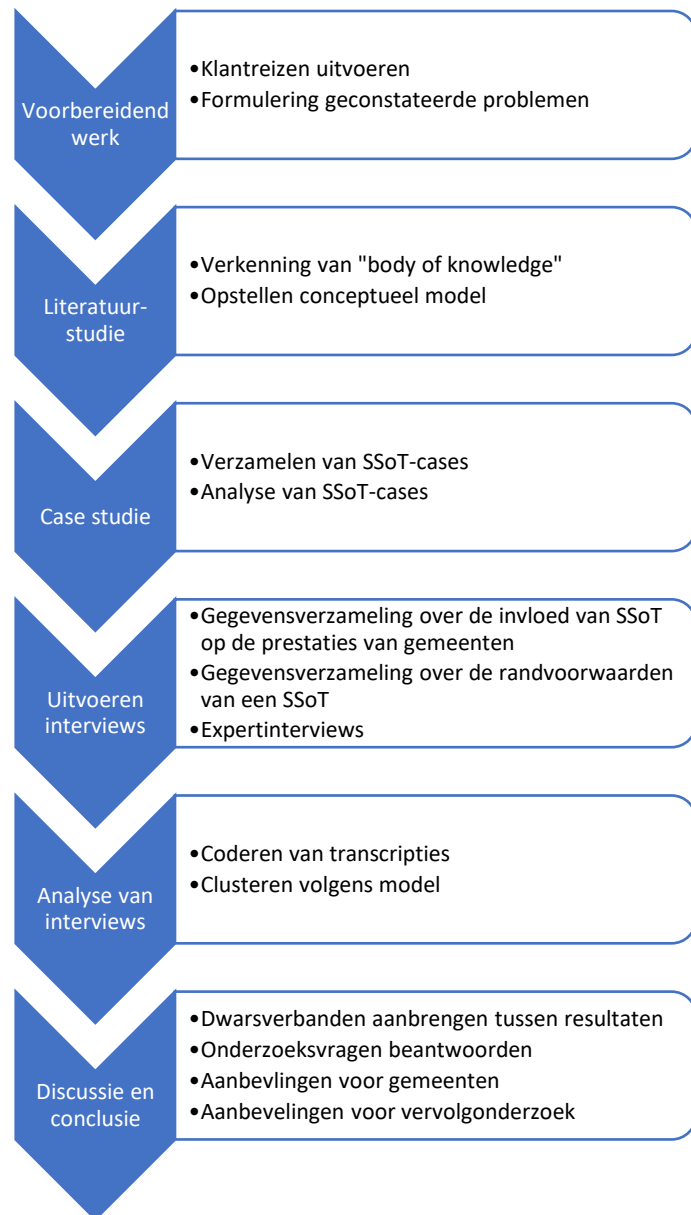 Voorbereidend
werk
•Klantreizen uitvoeren
•Formulering geconstateerde problemen
Literatuur-
studie
•Verkenning van "body of knowledge"
•Opstellen conceptueel model
Case studie
•Verzamelen van SSoT-cases
•Analyse van SSoT-cases
Uitvoeren
interviews
•Gegevensverzameling over de invloed van SSoT
op de prestaties van gemeenten
•Gegevensverzameling over de randvoorwaarden
van een SSoT
•Expertinterviews
Analyse van
interviews
•Coderen van transcripties
•Clusteren volgens model
Discussie en
conclusie
•Dwarsverbanden aanbrengen tussen resultaten
•Onderzoeksvragen beantwoorden
•Aanbevlingen voor gemeenten
•Aanbevelingen voor vervolgonderzoek